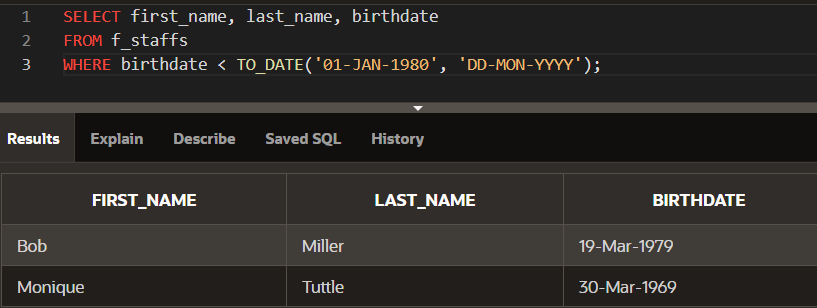 1 SELECT first_name, last_name, birthdate
2 FROM f_staffs
3 WHERE birthdate < TO_DATE('01-JAN-1980', 'DD-MON-YYYY');
Results Explain Describe Saved SQL History
FIRST_NAME LAST_NAME BIRTHDATE
Bob Miller 19-Mar-1979
Monique Tuttle 30-Mar-1969